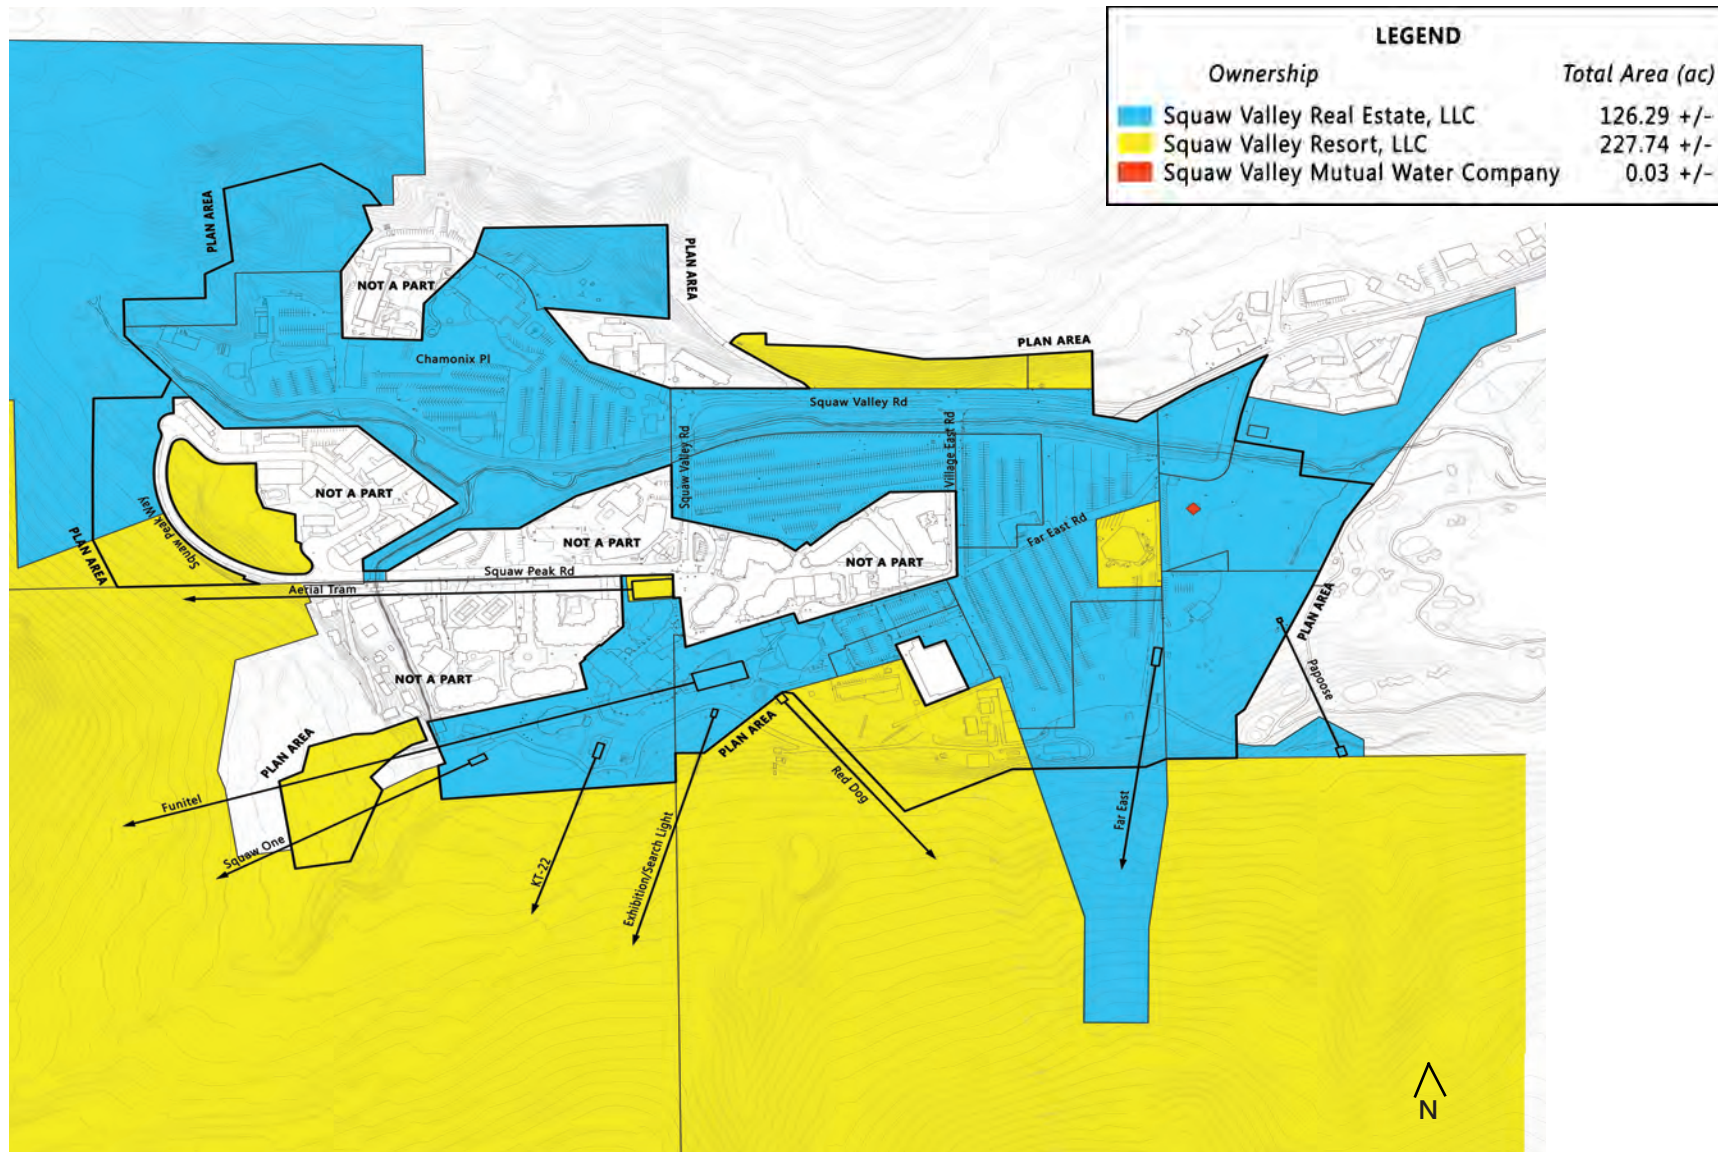 LEGEND
Ownership Total Area (ac)
Squaw Valley Real Estate, LLC 126.29 +/-
Squaw Valley Resort, LLC 227.74 +/-
Squaw Valley Mutual Water Company 0.03 +/-
PLAN AREA
PLAN AREA
NOT A PART
PLAN AREA
Chamonix Pl
Squaw Valley Rd
Squaw Valley Rd
Village East Rd
NOT A PART
Squaw Peak Way
PLAN AREA
NOT A PART
Far East Rd
NOT A PART
Squaw Peak Rd
Aerial Tram
PLAN AREA
Papoose
NOT A PART
PLAN AREA
PLAN AREA
Funitel
Squaw One
KT-22
Exhibition/Search Light
Red Dog
Far East
N